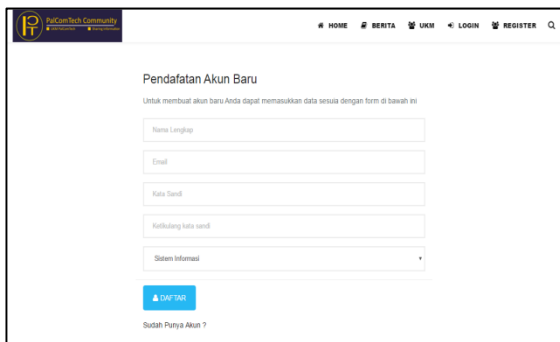 PalComTech Community
HOME BERITA UKM LOGIN REGISTER
Pendafatan Akun Baru
Untuk membuat akun baru Anda dapat memasukkan data sesuia dengan form di bawah ini
Nama Lengkap
Email
Kata Sandi
Ketikulang kata sandi
Sistem Informasi
DAFTAR
Sudah Punya Akun ?